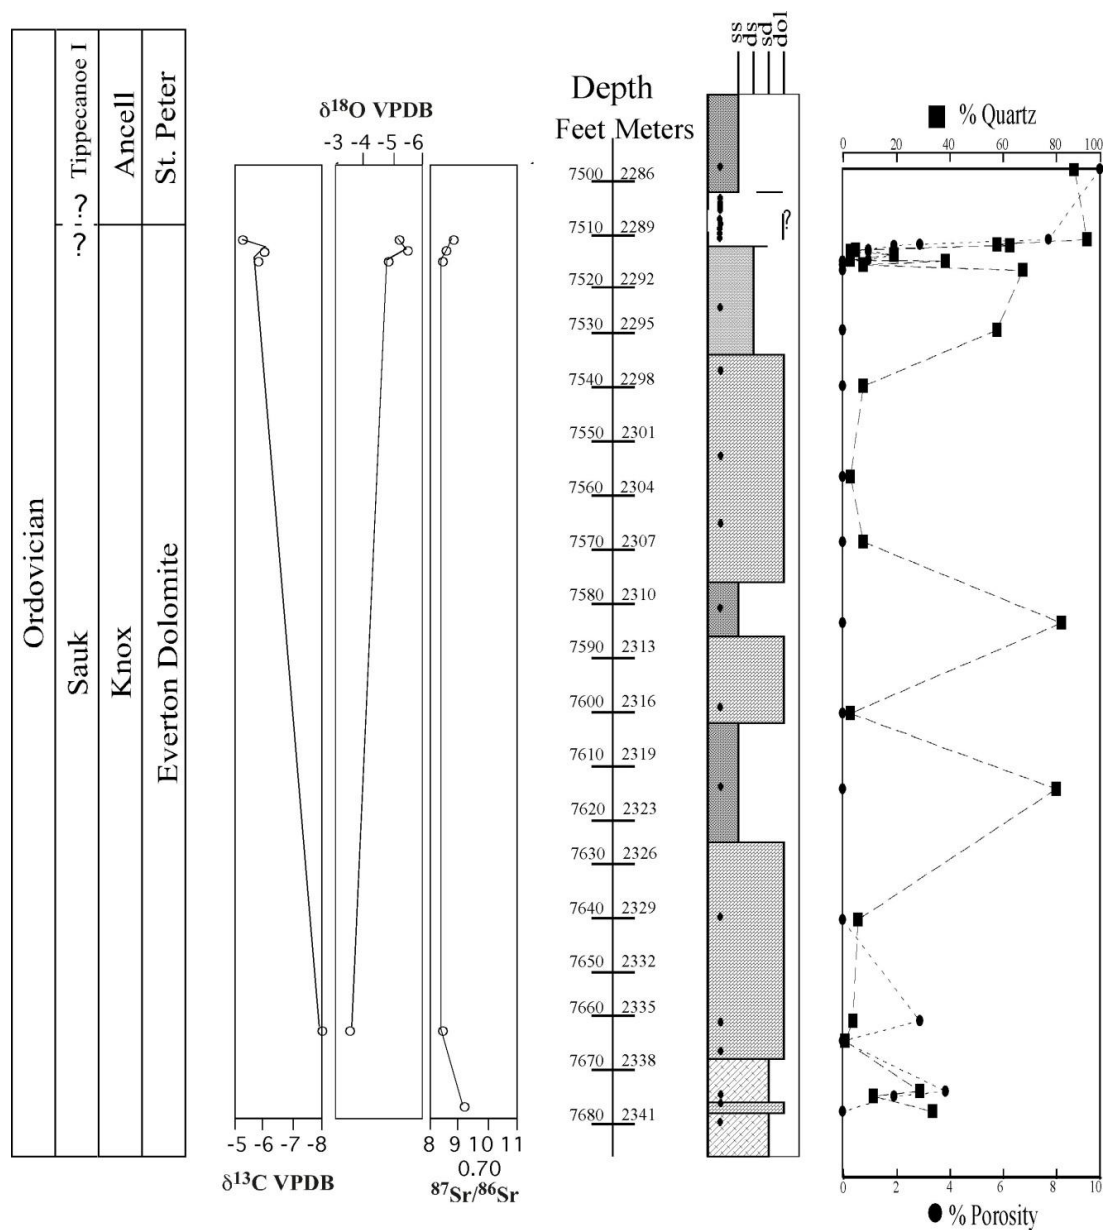 Ordovician
Sauk
.?
?.
Tippecanoe I
Knox
Ancell
Everton Dolomite
St. Peter
δ18O VPDB
-3 -4 -5 -6
-5 -6 -7 -8
δ13C VPDB
8 9 10 11
0.70
87Sr/86Sr
Depth
Feet Meters
7500 2286
7510 2289
7520 2292
7530 2295
7540 2298
7550 2301
7560 2304
7570 2307
7580 2310
7590 2313
7600 2316
7610 2319
7620 2323
7630 2326
7640 2329
7650 2332
7660 2335
7670 2338
7680 2341
ss
ds
sd
dol
?
% Quartz
0 20 40 60 80 100
0 2 4 6 8 10
% Porosity